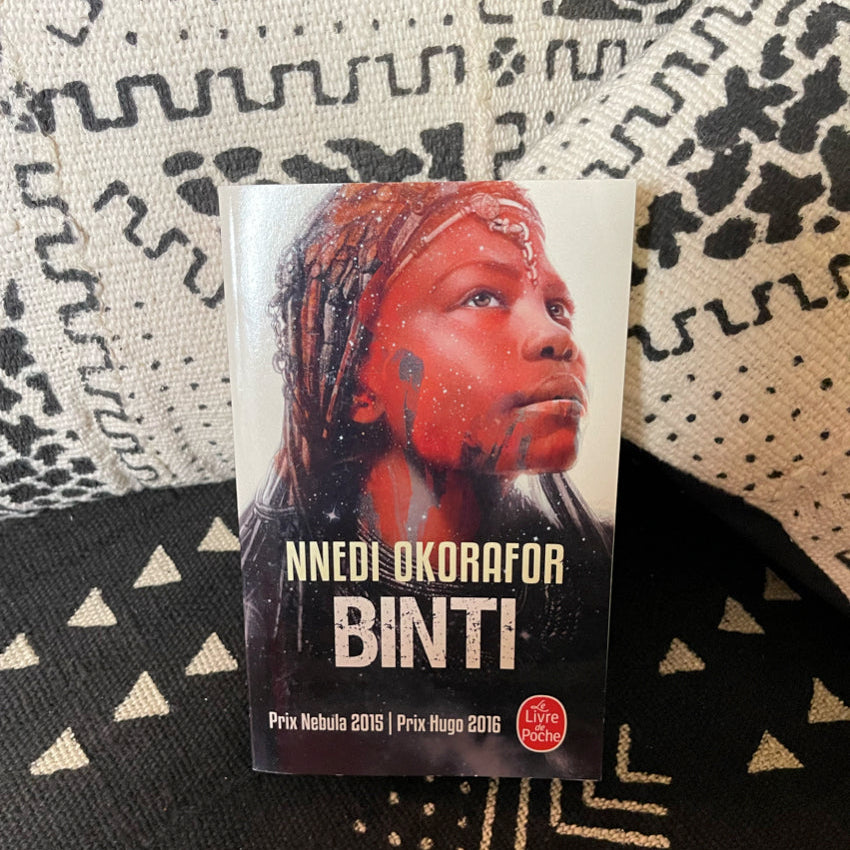 NNEDI OKORAFOR
BINTI
Prix Nebula 2015 | Prix Hugo 2016
Le
Livre
de
Poche